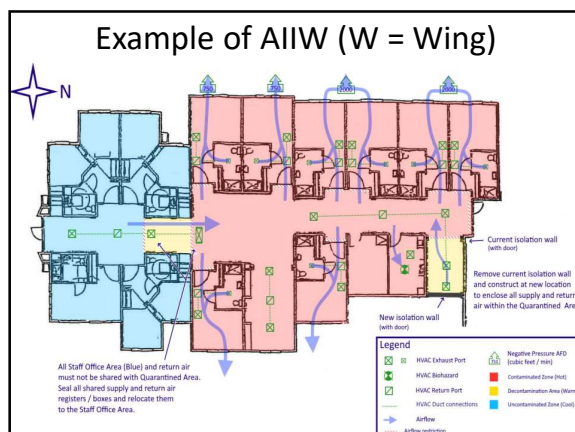 Example of AIIW (W = Wing)
N
750
750
2000
2000
Current isolation wall
(with door)
Remove current isolation wall
and construct at new location
to enclose all supply and return
air within the Quarantined Are
New isolation wall
(with door)
All Staff Office Area (Blue) and return air
must not be shared with Quarantined Area.
Seal all shared supply and return air
registers / boxes and relocate them
to the Staff Office Area.
Legend
HVAC Exhaust Port
HVAC Biohazard
HVAC Return Port
HVAC Duct connections
Airflow
Airflow restriction
Negative Pressure AFD
(cubic feet / min)
Contaminated Zone (Hot)
Decontamination Area (Warm
Uncontaminated Zone (Cool)